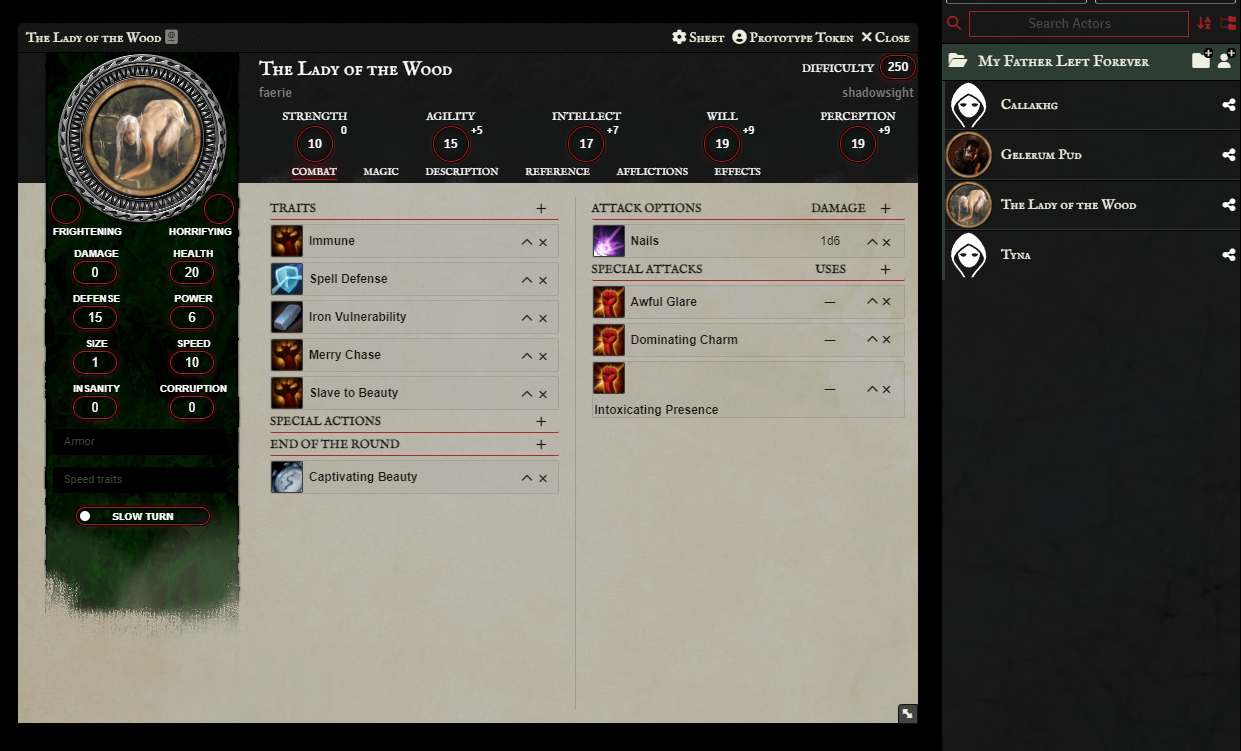 The Lady of the Wood
Sheet Prototype Token Close
The Lady of the Wood
DIFFICULTY 250
faerie
shadowsight
STRENGTH AGILITY INTELLECT WILL PERCEPTION
10 0 15 +5 17 +7 19 +9 19 +9
COMBAT MAGIC DESCRIPTION REFERENCE AFFLICTIONS EFFECTS
FRIGHTENING HORRIFYING
DAMAGE HEALTH
0 20
DEFENSE POWER
15 6
SIZE SPEED
1 10
INSANITY CORRUPTION
0 0
Armor
Speed traits
SLOW TURN
TRAITS +
Immune
Spell Defense
Iron Vulnerability
Merry Chase
Slave to Beauty
SPECIAL ACTIONS +
END OF THE ROUND +
Captivating Beauty
ATTACK OPTIONS DAMAGE +
Nails 1d6
SPECIAL ATTACKS USES +
Awful Glare —
Dominating Charm —
Intoxicating Presence —
Search Actors
My Father Left Forever
Callakhg
Gelerum Pud
The Lady of the Wood
Tyna